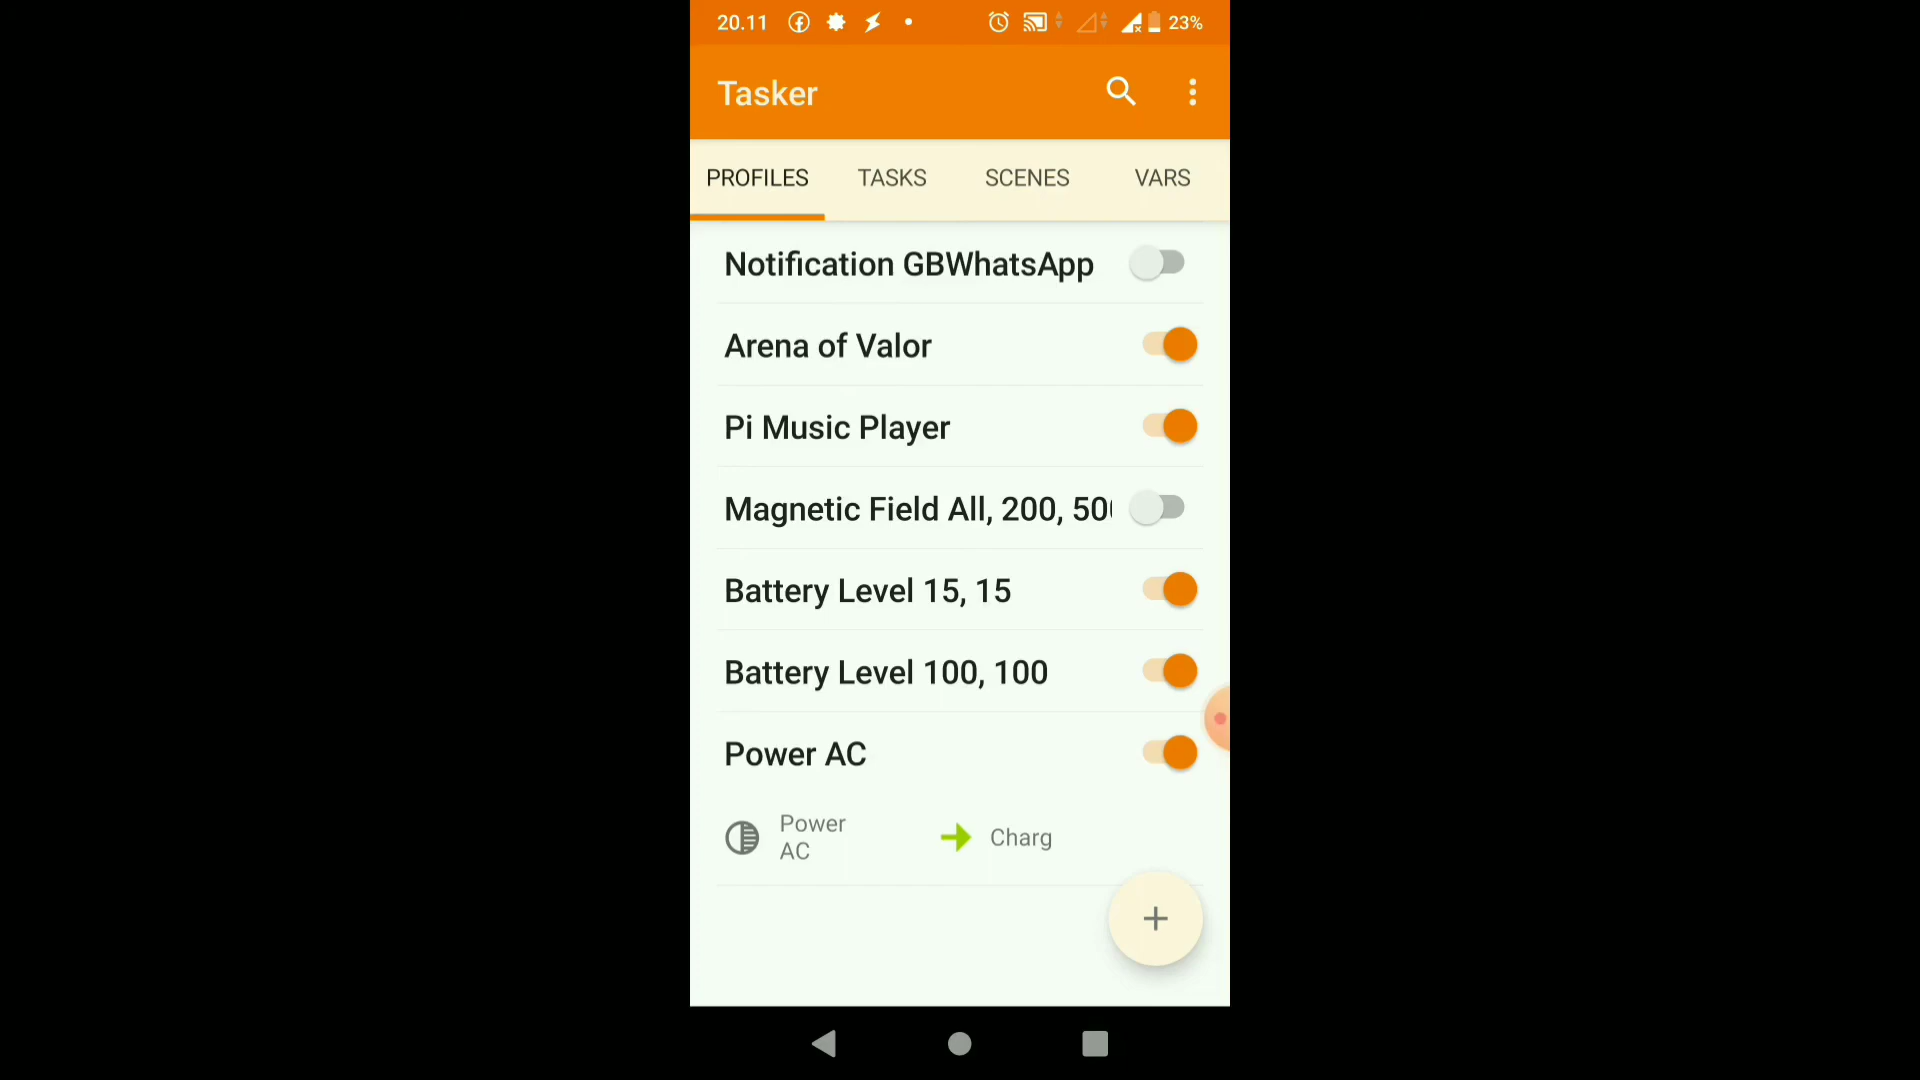 20.11 23%
Tasker
PROFILES TASKS SCENES VARS
Notification GBWhatsApp
Arena of Valor
Pi Music Player
Magnetic Field All, 200, 50
Battery Level 15, 15
Battery Level 100, 100
Power AC
Power
AC
Charg